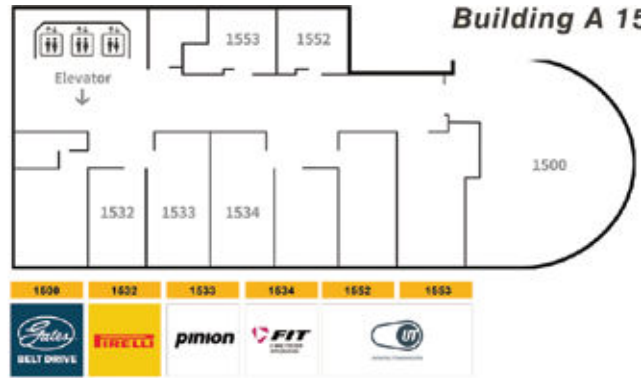 Building A 15
1553
1552
Elevator
1500
1532
1533
1534
1500
1532
1533
1534
1552
1553
Gates
BELT DRIVE
PIRELLI
pinion
FIT